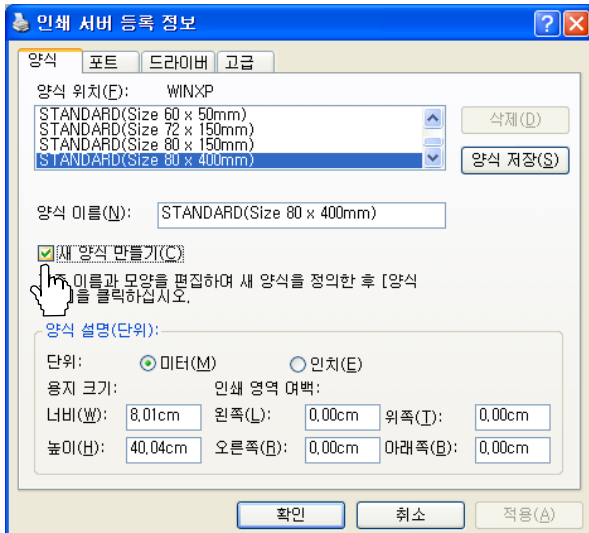 인쇄 서버 등록 정보
양식 포트 드라이버 고급
양식 위치(F): WINXP
STANDARD(Size 60 x 50mm)
STANDARD(Size 72 x 150mm)
STANDARD(Size 80 x 150mm)
STANDARD(Size 80 x 400mm)
삭제(D)
양식 저장(S)
양식 이름(N): STANDARD(Size 80 x 400mm)
새 양식 만들기(C)
이름과 모양을 편집하여 새 양식을 정의한 후 [양식
]을 클릭하십시오.
양식 설명(단위):
단위: 미터(M) 인치(E)
용지 크기: 인쇄 영역 여백:
너비(W): 8,01cm 왼쪽(L): 0,00cm 위쪽(T): 0,00cm
높이(H): 40,04cm 오른쪽(R): 0,00cm 아래쪽(B): 0,00cm
확인 취소 적용(A)